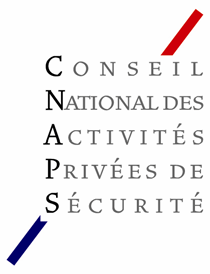 CONSEIL
NATIONAL DES
ACTIVITÉS
PRIVÉES DE
SÉCURITÉ